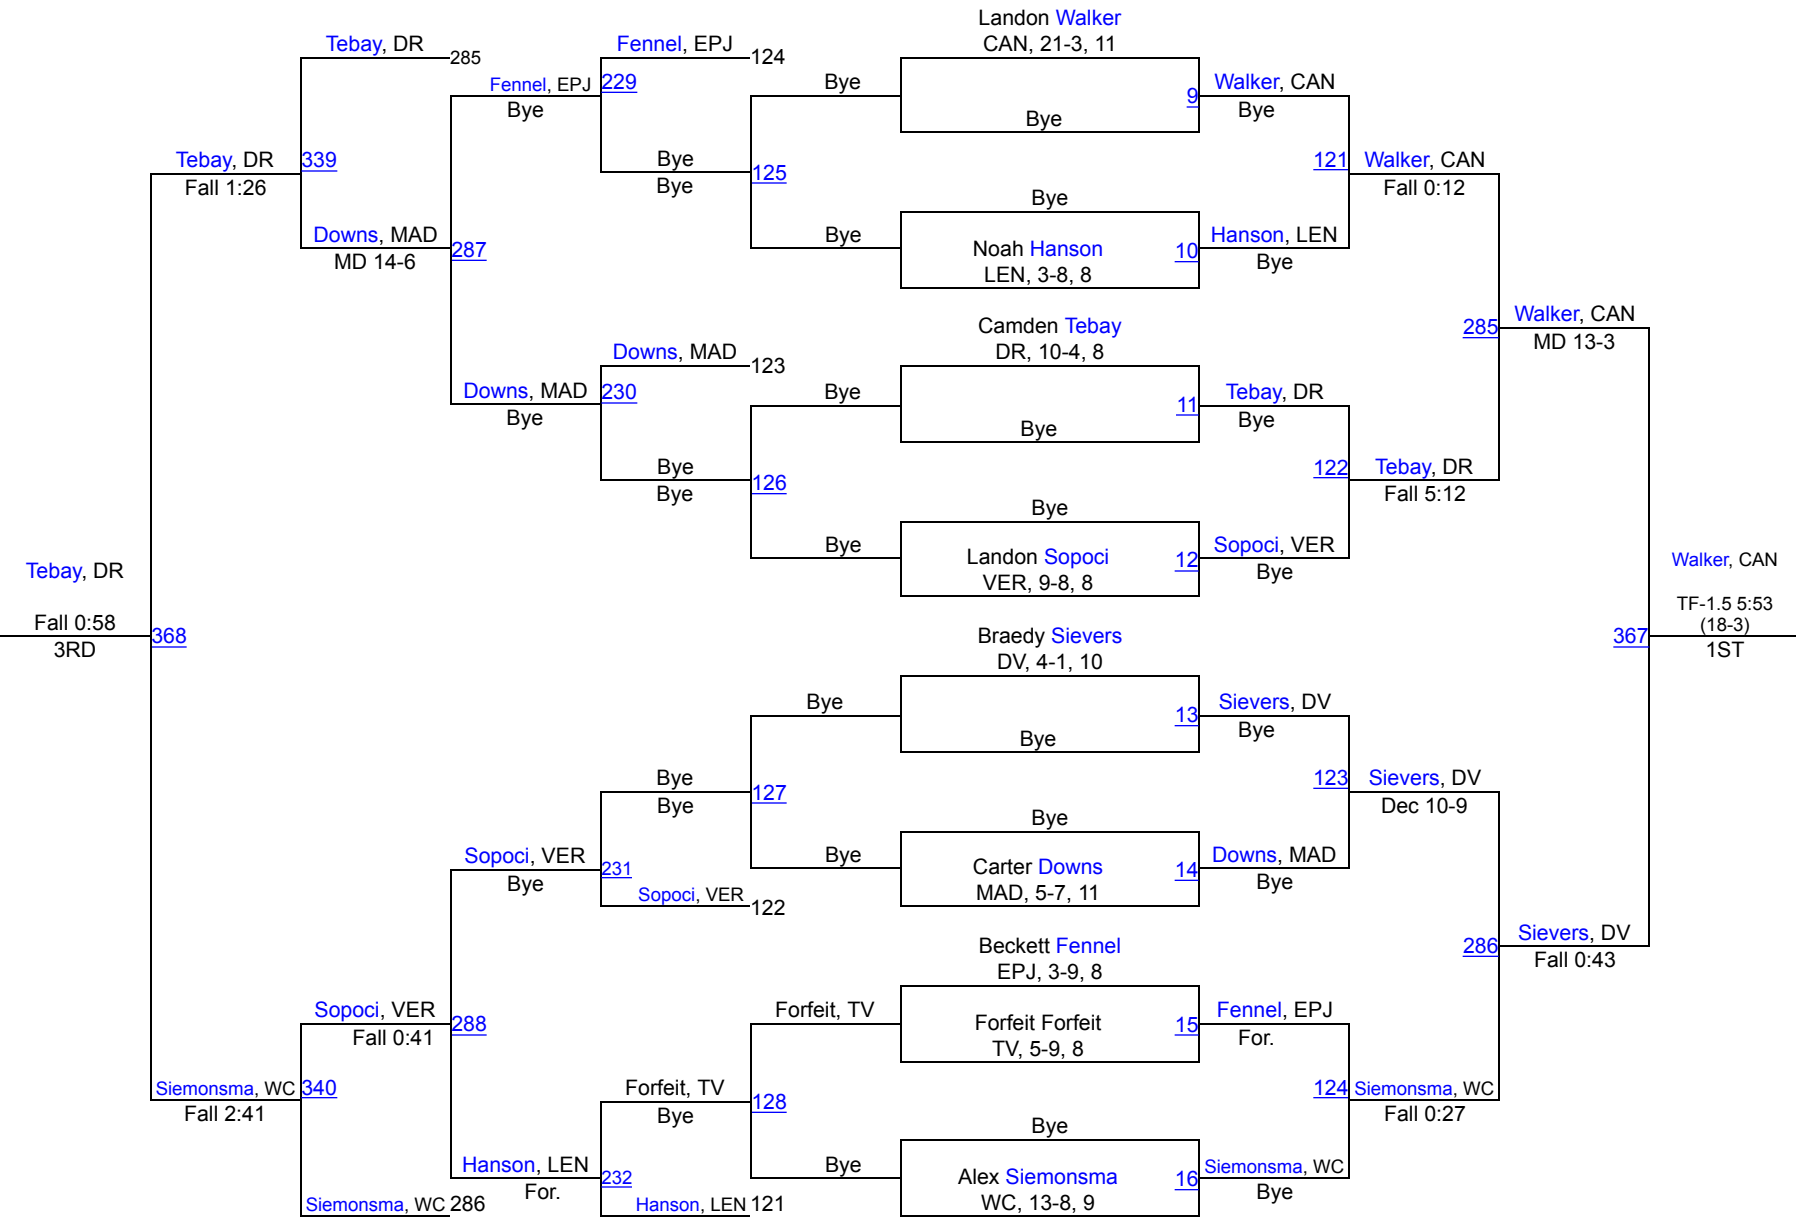 Landon Walker
CAN, 21-3, 11
Tebay, DR
285
Fennel, EPJ
124
Fennel, EPJ
229
Bye
Bye
9
Walker, CAN
Bye
Bye
Tebay, DR
339
Fall 1:26
Bye
125
Bye
121
Walker, CAN
Fall 0:12
Bye
Downs, MAD
287
MD 14-6
Bye
Noah Hanson
LEN, 3-8, 8
10
Hanson, LEN
Bye
Camden Tebay
DR, 10-4, 8
285
Walker, CAN
MD 13-3
Downs, MAD
123
Downs, MAD
230
Bye
Bye
11
Tebay, DR
Bye
Bye
Bye
126
Bye
122
Tebay, DR
Fall 5:12
Bye
Bye
Landon Sopoci
VER, 9-8, 8
12
Sopoci, VER
Bye
Tebay, DR
Fall 0:58
3RD
368
Walker, CAN
TF-1.5 5:53
(18-3)
367
1ST
Braedy Sievers
DV, 4-1, 10
Bye
13
Sievers, DV
Bye
Bye
Bye
127
Bye
123
Sievers, DV
Dec 10-9
Bye
Sopoci, VER
231
Bye
Sopoci, VER
122
Bye
Carter Downs
MAD, 5-7, 11
14
Downs, MAD
Bye
Beckett Fennel
EPJ, 3-9, 8
286
Sievers, DV
Fall 0:43
Sopoci, VER
288
Fall 0:41
Forfeit, TV
Forfeit Forfeit
TV, 5-9, 8
15
Fennel, EPJ
For.
Siemonsma, WC
340
Fall 2:41
Forfeit, TV
128
Bye
124
Siemonsma, WC
Fall 0:27
Bye
Hanson, LEN
232
For.
Bye
Alex Siemonsma
WC, 13-8, 9
16
Siemonsma, WC
Bye
Siemonsma, WC
286
Hanson, LEN
121